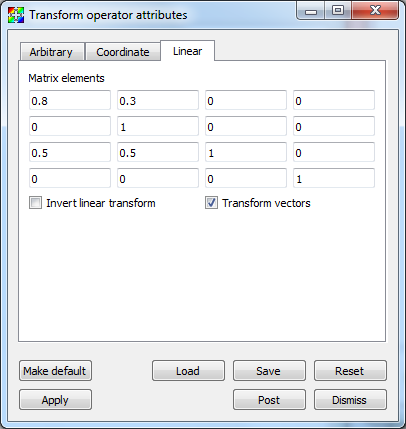 Transform operator attributes
Arbitrary Coordinate Linear
Matrix elements
0.8 0.3 0 0
0 1 0 0
0.5 0.5 1 0
0 0 0 1
Invert linear transform Transform vectors
Make default Load Save Reset
Apply Post Dismiss